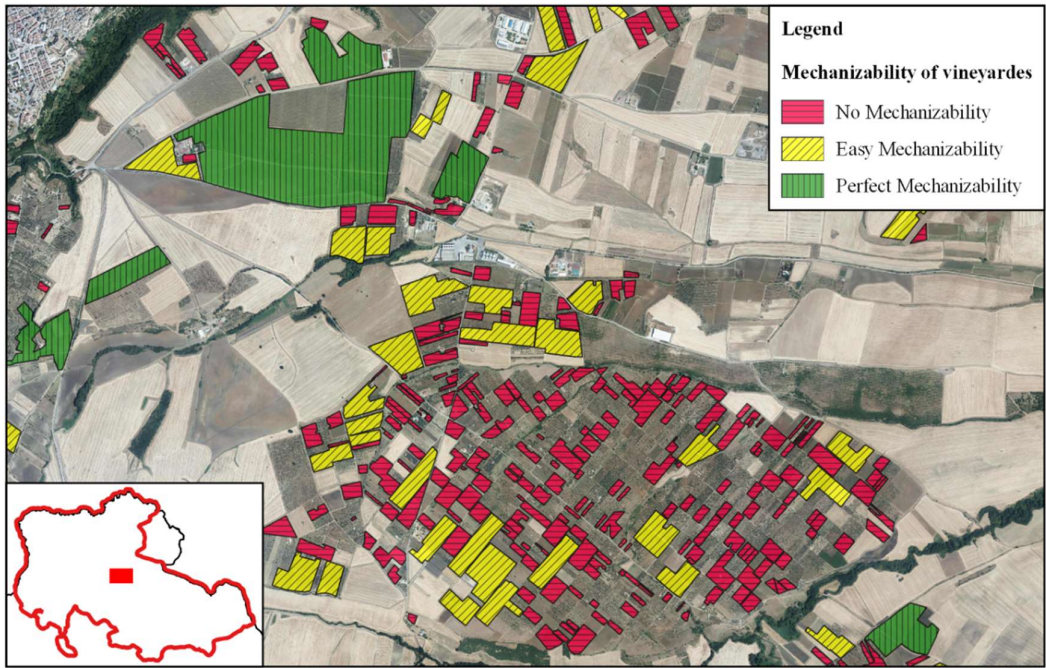 Legend
Mechanizability of vineyardes
No Mechanizability
Easy Mechanizability
Perfect Mechanizability